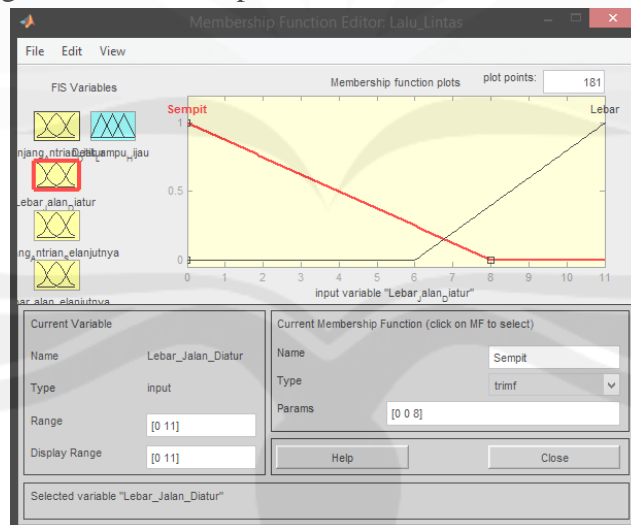 Membership Function Editor: Lalu_Lintas
File Edit View
FIS Variables
Membership function plots
plot points:
181
Sempit
Lebar
1
0.5
0
0 1 2 3 4 5 6 7 8 9 10 11
input variable "Lebar_Jalan_Diatur"
Lebar_Jalan_Diatur
Current Variable
Name Lebar_Jalan_Diatur
Type input
Range [0 11]
Display Range [0 11]
Current Membership Function (click on MF to select)
Name Sempit
Type trimf
Params [0 0 8]
Help Close
Selected variable "Lebar_Jalan_Diatur"